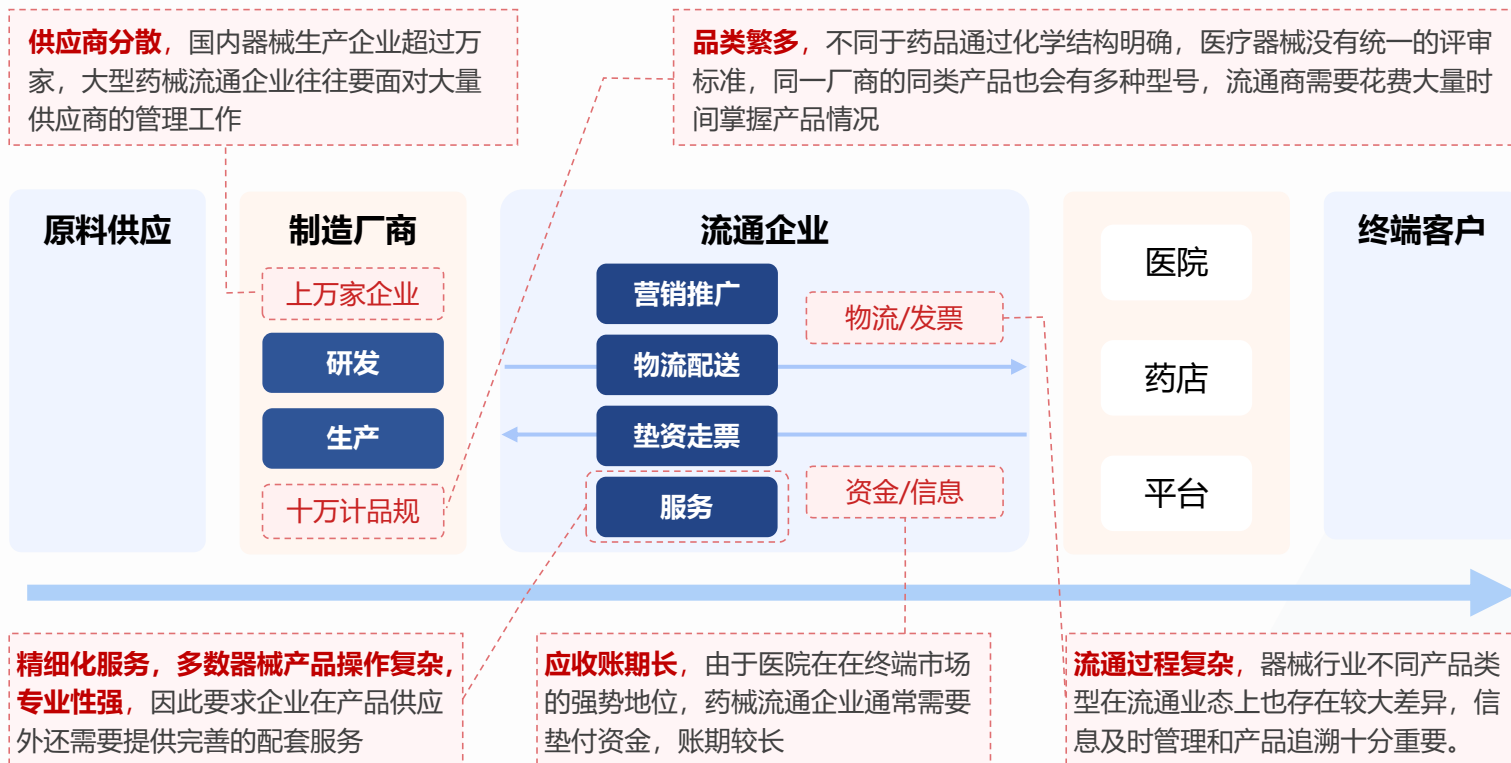 供应商分散，国内器械生产企业超过万
家，大型药械流通企业往往要面对大量
供应商的管理工作
品类繁多，不同于药品通过化学结构明确，医疗器械没有统一的评审
标准，同一厂商的同类产品也会有多种型号，流通商需要花费大量时
间掌握产品情况
原料供应
制造厂商
上万家企业
研发
生产
十万计品规
流通企业
营销推广
物流配送
垫资走票
服务
物流/发票
资金/信息
医院
药店
平台
终端客户
精细化服务，多数器械产品操作复杂，
专业性强，因此要求企业在产品供应
外还需要提供完善的配套服务
应收账期长，由于医院在在终端市场
的强势地位，药械流通企业通常需要
垫付资金，账期较长
流通过程复杂，器械行业不同产品类
型在流通业态上也存在较大差异，信
息及时管理和产品追溯十分重要。